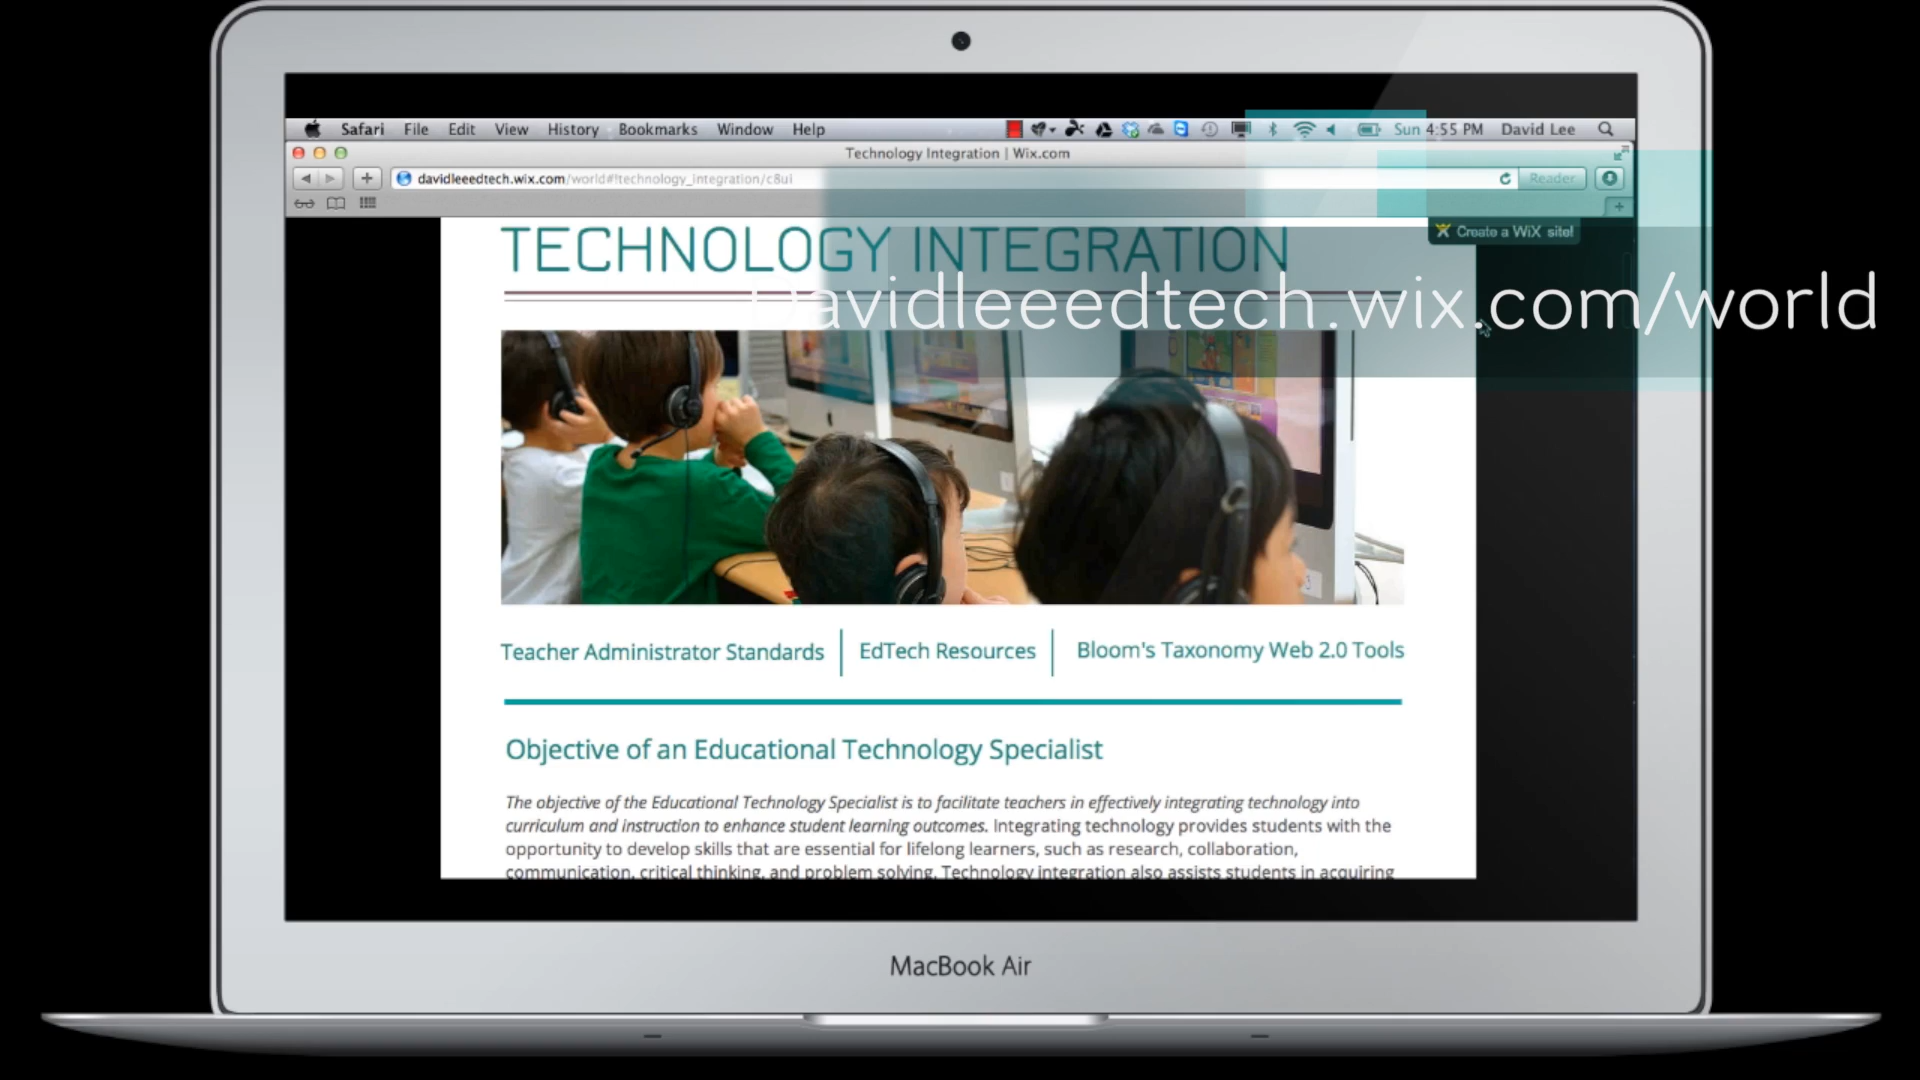 Safari File Edit View History Bookmarks Window Help Sun 4:55 PM David Lee
Technology Integration | Wix.com
davidleeedtech.wix.com/world#!technology_integration/c8ui Reader
Create a WiX site!
TECHNOLOGY INTEGRATION
Davidleeedtech.wix.com/world
Teacher Administrator Standards EdTech Resources Bloom's Taxonomy Web 2.0 Tools
Objective of an Educational Technology Specialist
The objective of the Educational Technology Specialist is to facilitate teachers in effectively integrating technology into
curriculum and instruction to enhance student learning outcomes. Integrating technology provides students with the
opportunity to develop skills that are essential for lifelong learners, such as research, collaboration,
communication, critical thinking, and problem solving. Technology integration also assists students in acquiring
MacBook Air